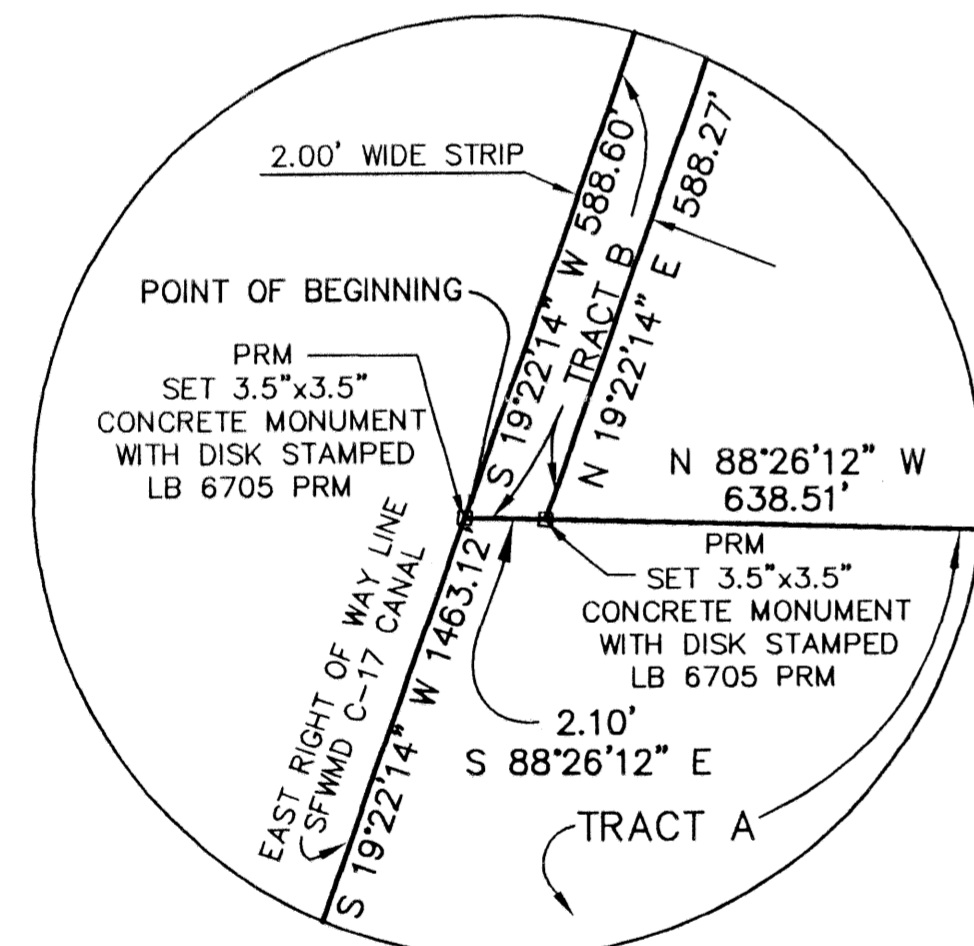 2.00' WIDE STRIP
S 19°22'14" W 588.60'
TRACT B
N 19°22'14" E 588.27'
POINT OF BEGINNING
PRM
SET 3.5"x3.5"
CONCRETE MONUMENT
WITH DISK STAMPED
LB 6705 PRM
N 88°26'12" W
638.51'
PRM
SET 3.5"x3.5"
CONCRETE MONUMENT
WITH DISK STAMPED
LB 6705 PRM
EAST RIGHT OF WAY LINE
SFWMD C-17 CANAL
S 19°22'14" W 1463.12'
2.10'
S 88°26'12" E
TRACT A